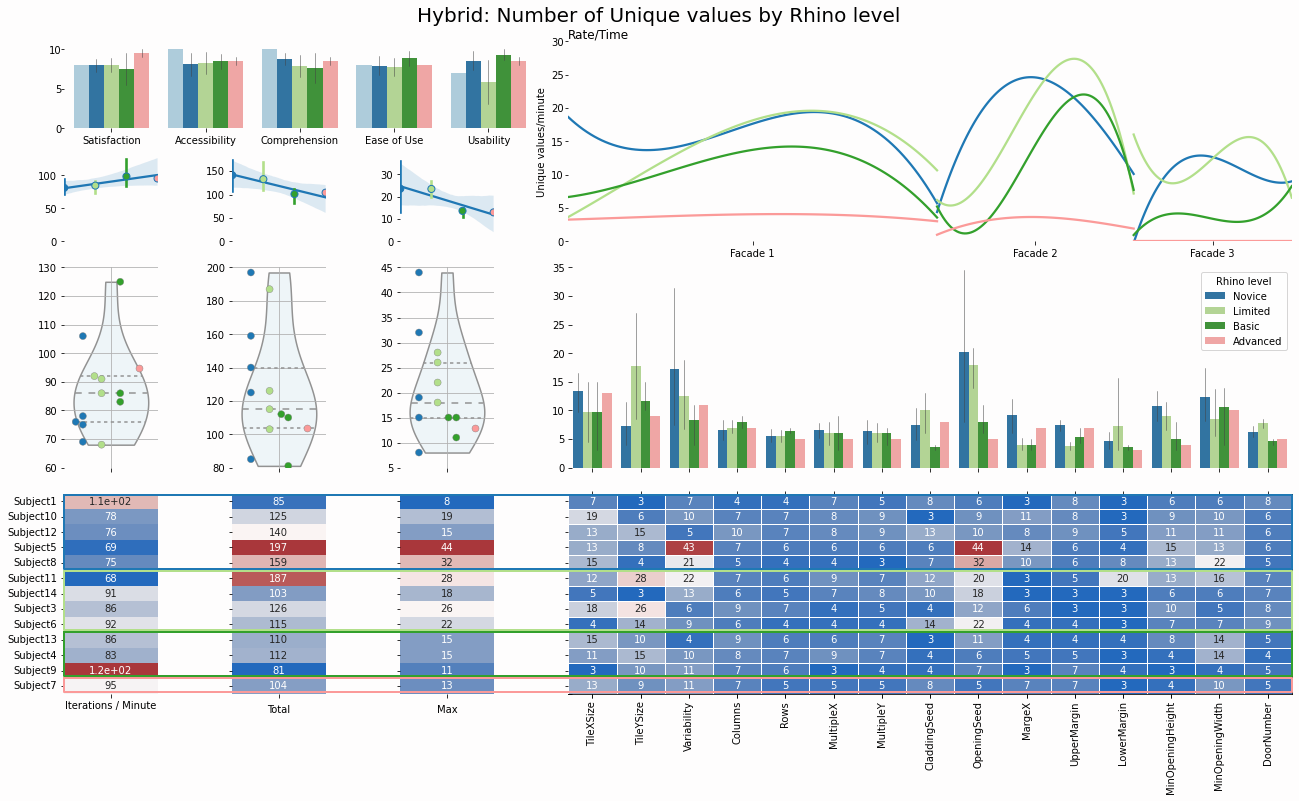 Hybrid: Number of Unique values by Rhino level
Rate/Time
10
5
0
Satisfaction Accessibility Comprehension Ease of Use Usability
30
25
20
15
10
5
0
Unique values/minute
Facade 1 Facade 2 Facade 3
100
50
0
150
100
50
0
30
20
10
0
130
120
110
100
90
80
70
60
200
180
160
140
120
100
80
45
40
35
30
25
20
15
10
5
35
30
25
20
15
10
5
0
Rhino level
Novice
Limited
Basic
Advanced
Subject1 1.1e+02 85 8 7 3 7 4 4 7 5 8 6 3 8 3 6 6 8
Subject10 78 125 19 19 6 10 7 7 8 9 3 9 11 8 3 9 10 6
Subject12 76 140 15 13 15 5 10 7 8 9 13 10 8 9 5 11 11 6
Subject5 69 197 44 13 8 43 7 6 6 6 6 44 14 6 4 15 13 6
Subject8 75 159 32 15 4 21 5 4 4 3 7 32 10 6 8 13 22 5
Subject11 68 187 28 12 28 22 7 6 9 7 12 20 3 5 20 13 16 7
Subject14 91 103 18 5 3 13 6 5 7 8 10 18 3 3 3 6 6 7
Subject3 86 126 26 18 26 6 9 7 4 5 4 12 6 3 3 10 5 8
Subject6 92 115 22 4 14 9 6 4 4 4 14 22 4 4 3 7 7 9
Subject13 86 110 15 15 10 4 9 6 6 7 3 11 4 4 4 8 14 5
Subject4 83 112 15 11 15 10 8 7 9 7 4 6 5 5 3 4 14 4
Subject9 1.2e+02 81 11 3 10 11 7 6 3 4 4 7 3 7 4 3 4 5
Subject7 95 104 13 13 9 11 7 5 5 5 8 5 7 7 3 4 10 5
Iterations / Minute Total Max
TileXSize
TileYSize
Variability
Columns
Rows
MultipleX
MultipleY
CladdingSeed
OpeningSeed
MargeX
UpperMargin
LowerMargin
MinOpeningHeight
MinOpeningWidth
DoorNumber